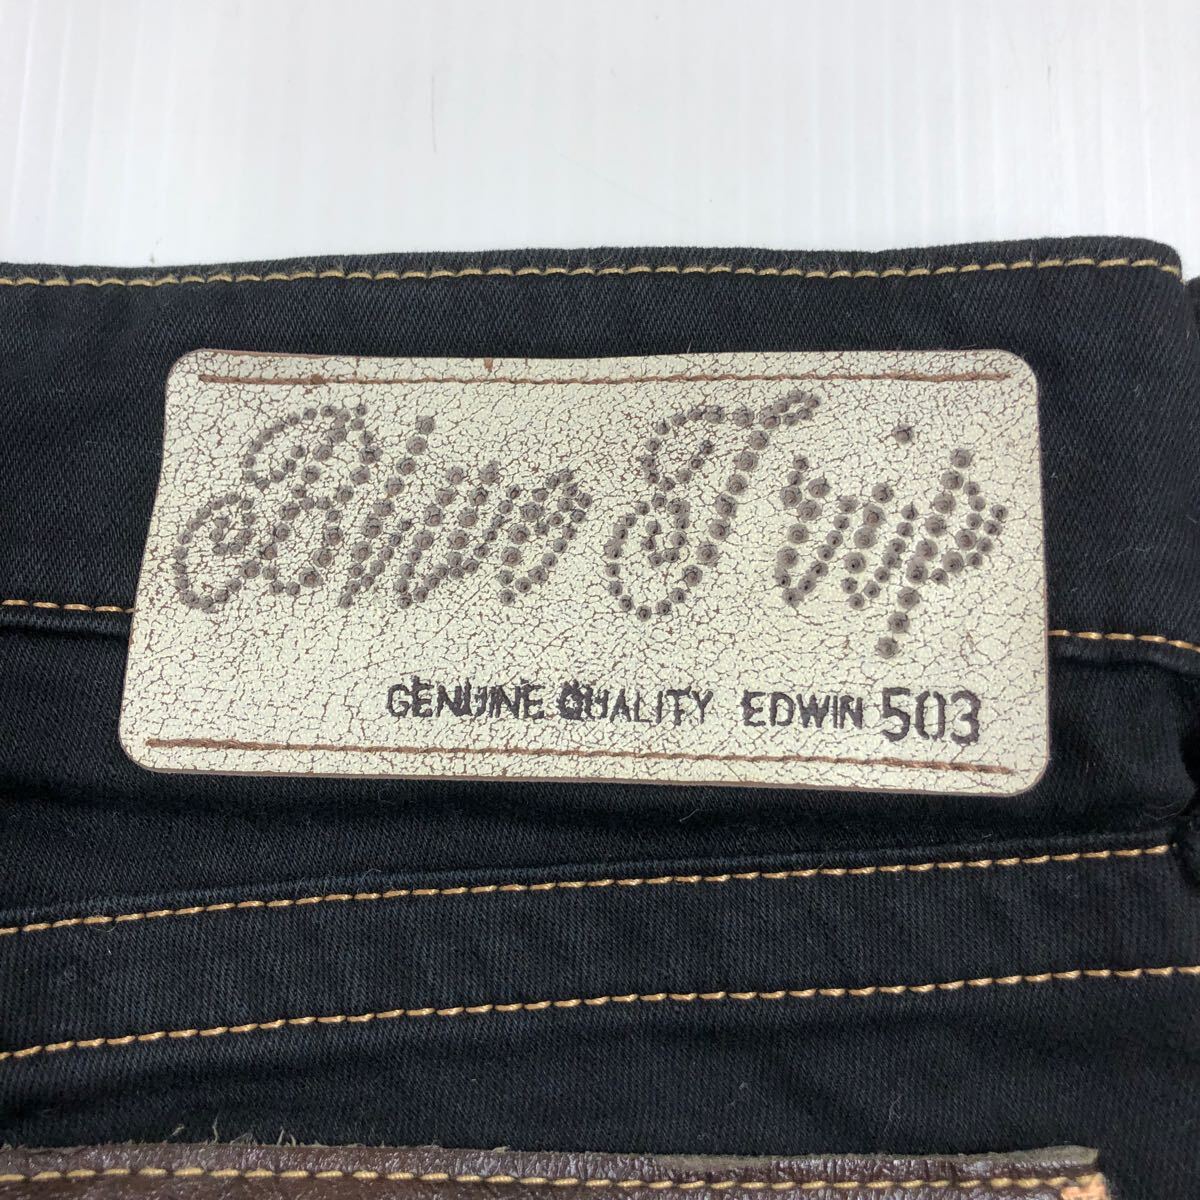 Blue Trip
GENUINE QUALITY EDWIN 503